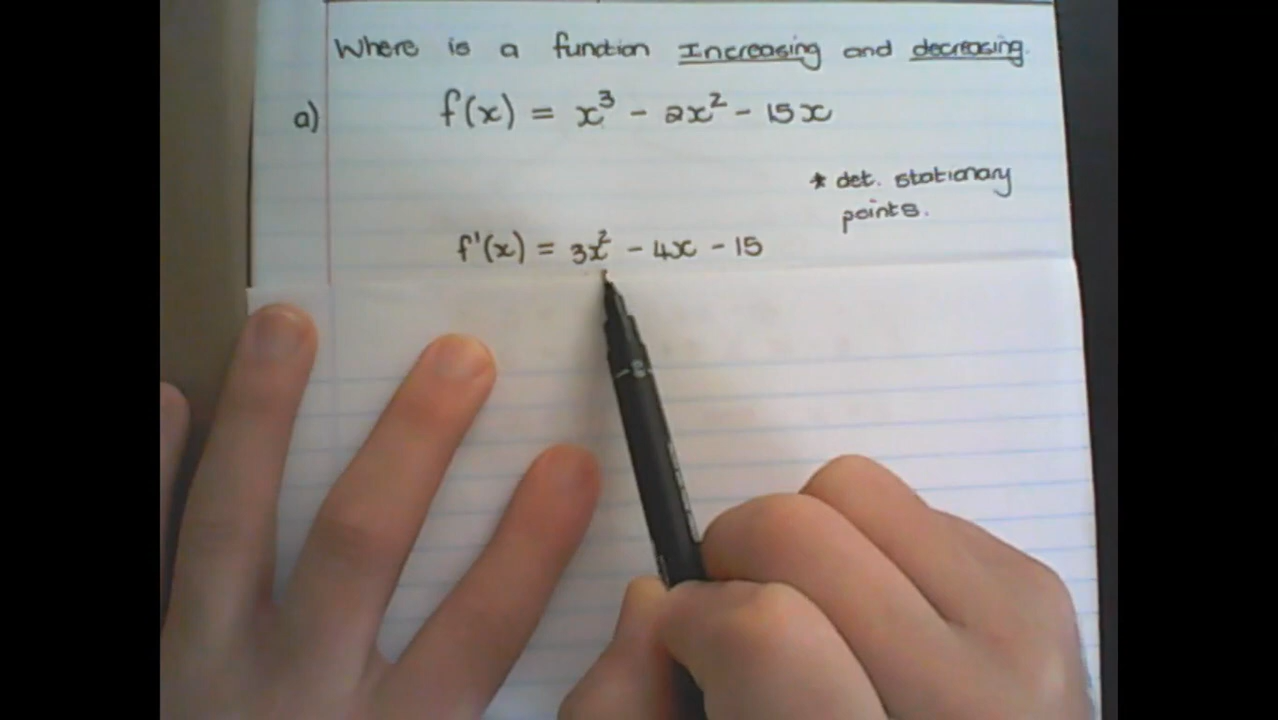 Where is a function Increasing and decreasing.
a) f(x) = x³ - 2x² - 15x
* det. stationary
points.
f'(x) = 3x² - 4x - 15